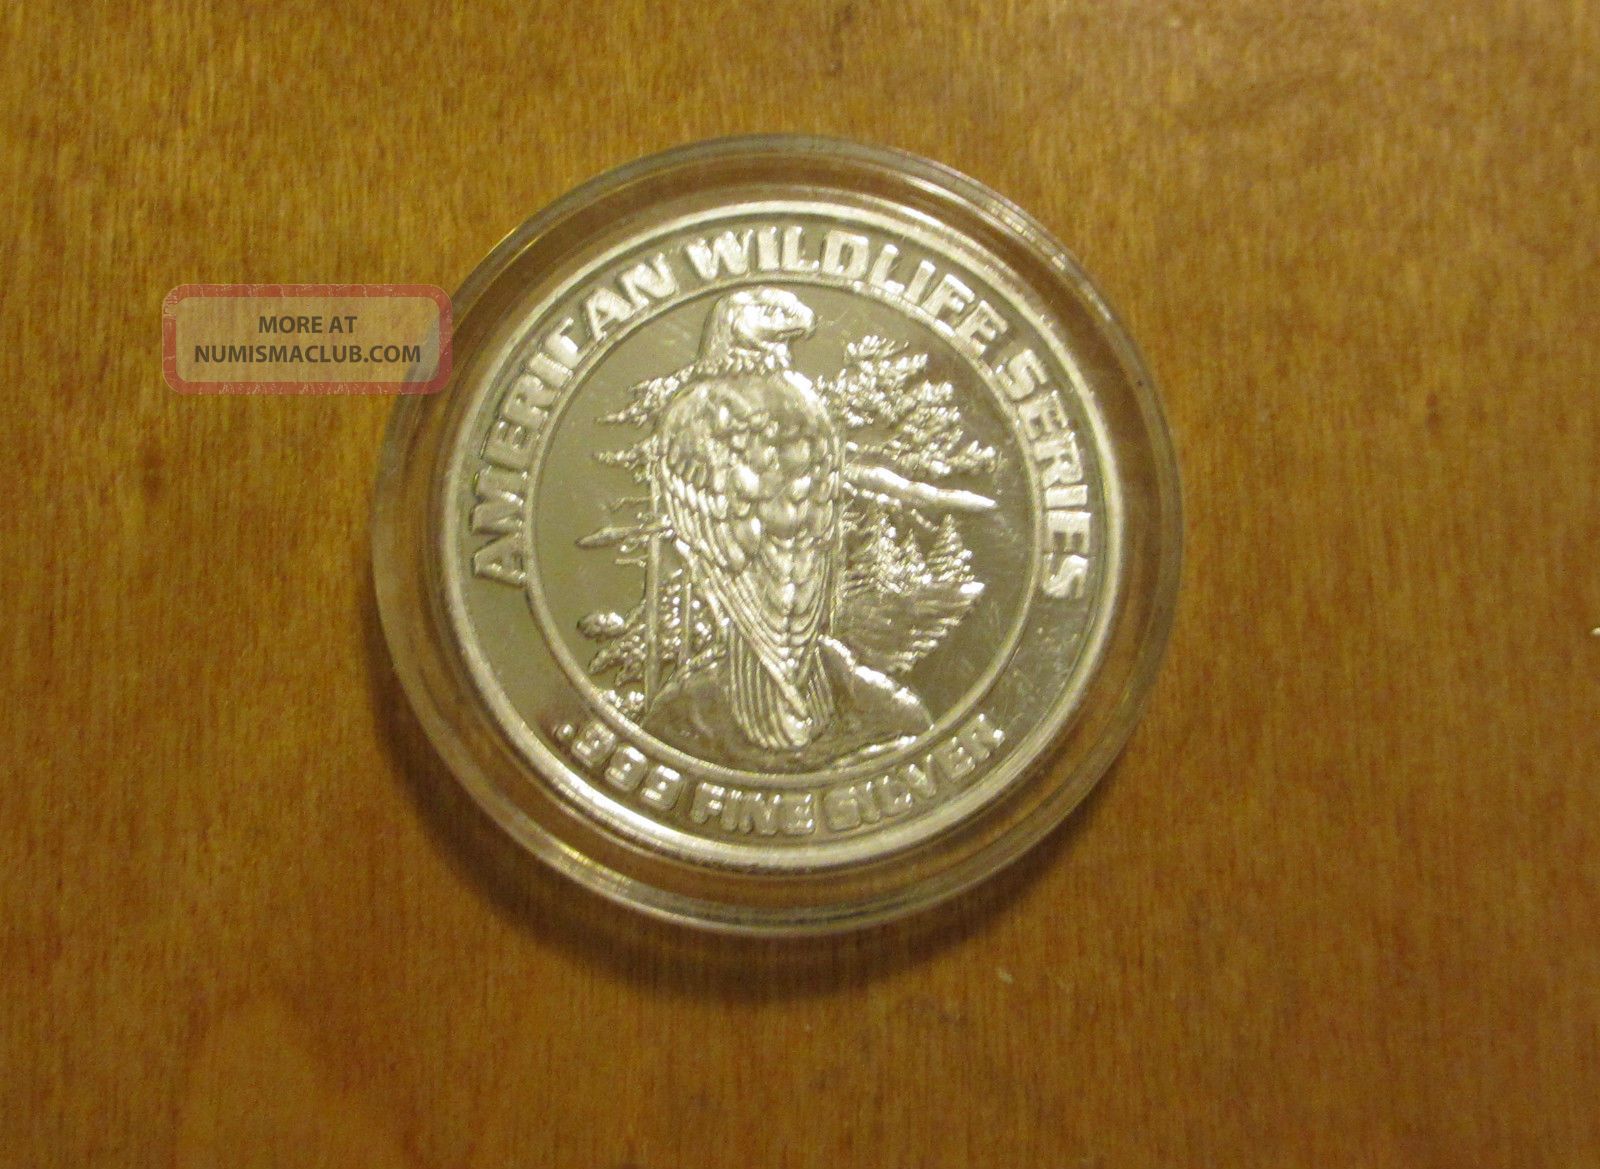 MORE AT
NUMISMACLUB.COM
AMERICAN WILDLIFE SERIES
.999 FINE SILVER